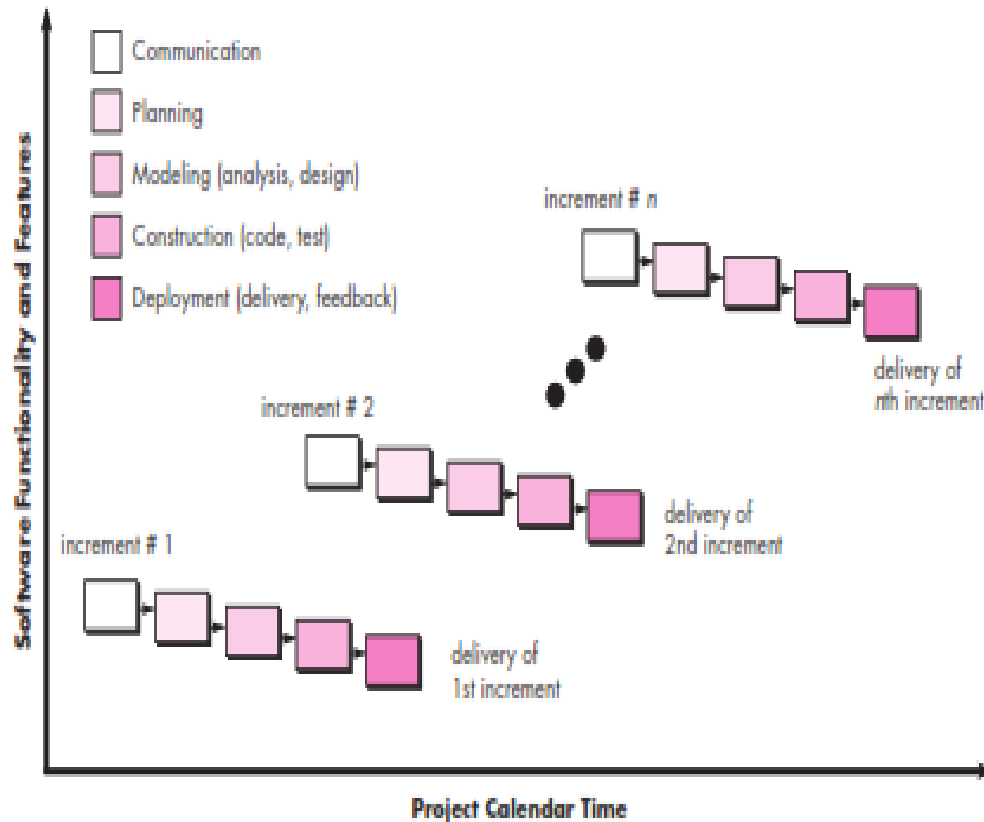 Communication
Planning
Modeling (analysis, design)
Construction (code, test)
Deployment (delivery, feedback)
Software Functionality and Features
increment # n
delivery of
nth increment
increment # 2
delivery of
2nd increment
increment # 1
delivery of
1st increment
Project Calendar Time